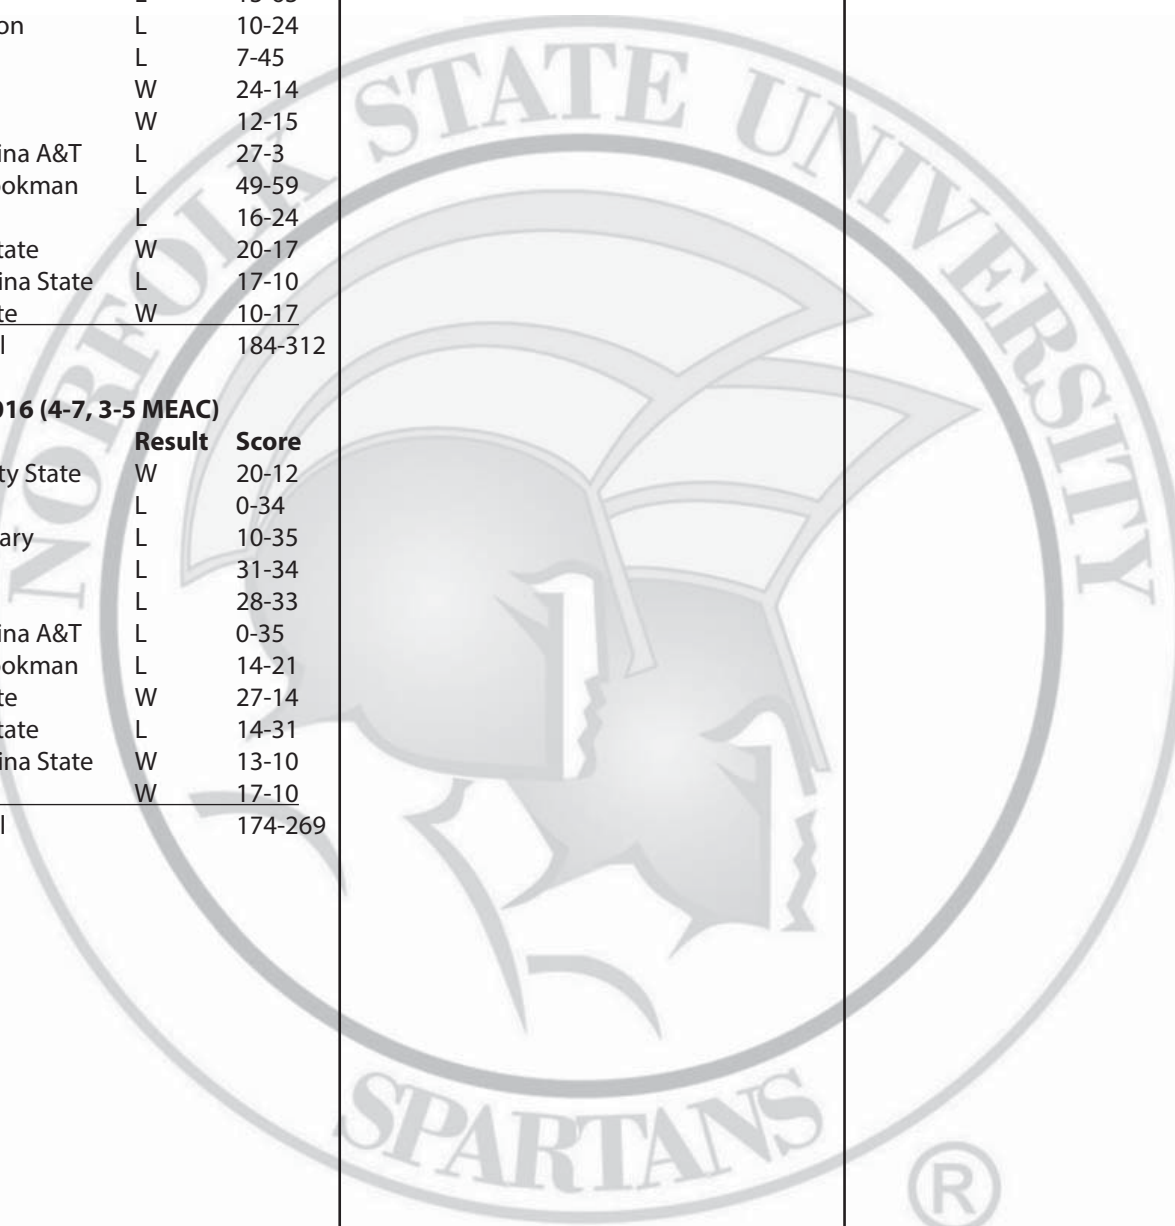 on L 10-24
L 7-45
W 24-14
W 12-15
ina A&T L 27-3
okman L 49-59
L 16-24
tate W 20-17
ina State L 17-10
te W 10-17
l 184-312
016 (4-7, 3-5 MEAC)
Result Score
ty State W 20-12
L 0-34
ary L 10-35
L 31-34
L 28-33
ina A&T L 0-35
okman L 14-21
te W 27-14
tate L 14-31
ina State W 13-10
W 17-10
l 174-269
NORFOLK STATE UNIVERSITY
SPARTANS
®